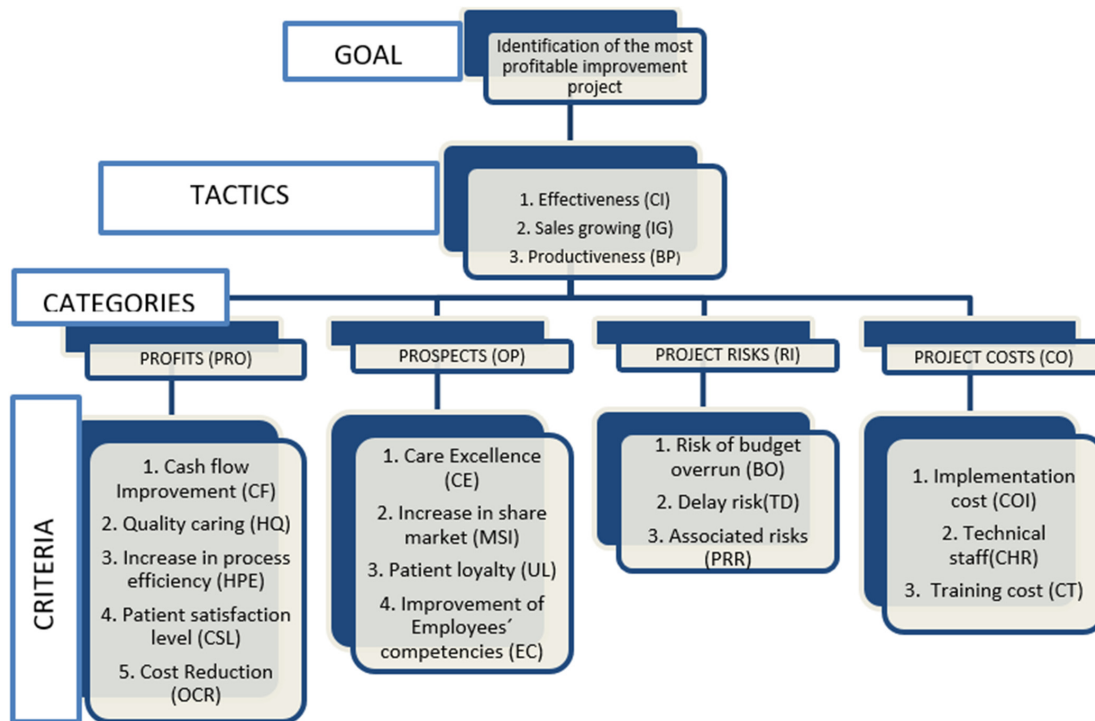 GOAL
Identification of the most
profitable improvement
project
TACTICS
1. Effectiveness (CI)
2. Sales growing (IG)
3. Productiveness (BP)
CATEGORIES
PROFITS (PRO)
PROSPECTS (OP)
PROJECT RISKS (RI)
PROJECT COSTS (CO)
CRITERIA
1. Cash flow
Improvement (CF)
2. Quality caring (HQ)
3. Increase in process
efficiency (HPE)
4. Patient satisfaction
level (CSL)
5. Cost Reduction
(OCR)
1. Care Excellence
(CE)
2. Increase in share
market (MSI)
3. Patient loyalty (UL)
4. Improvement of
Employees´
competencies (EC)
1. Risk of budget
overrun (BO)
2. Delay risk(TD)
3. Associated risks
(PRR)
1. Implementation
cost (COI)
2. Technical
staff(CHR)
3. Training cost (CT)